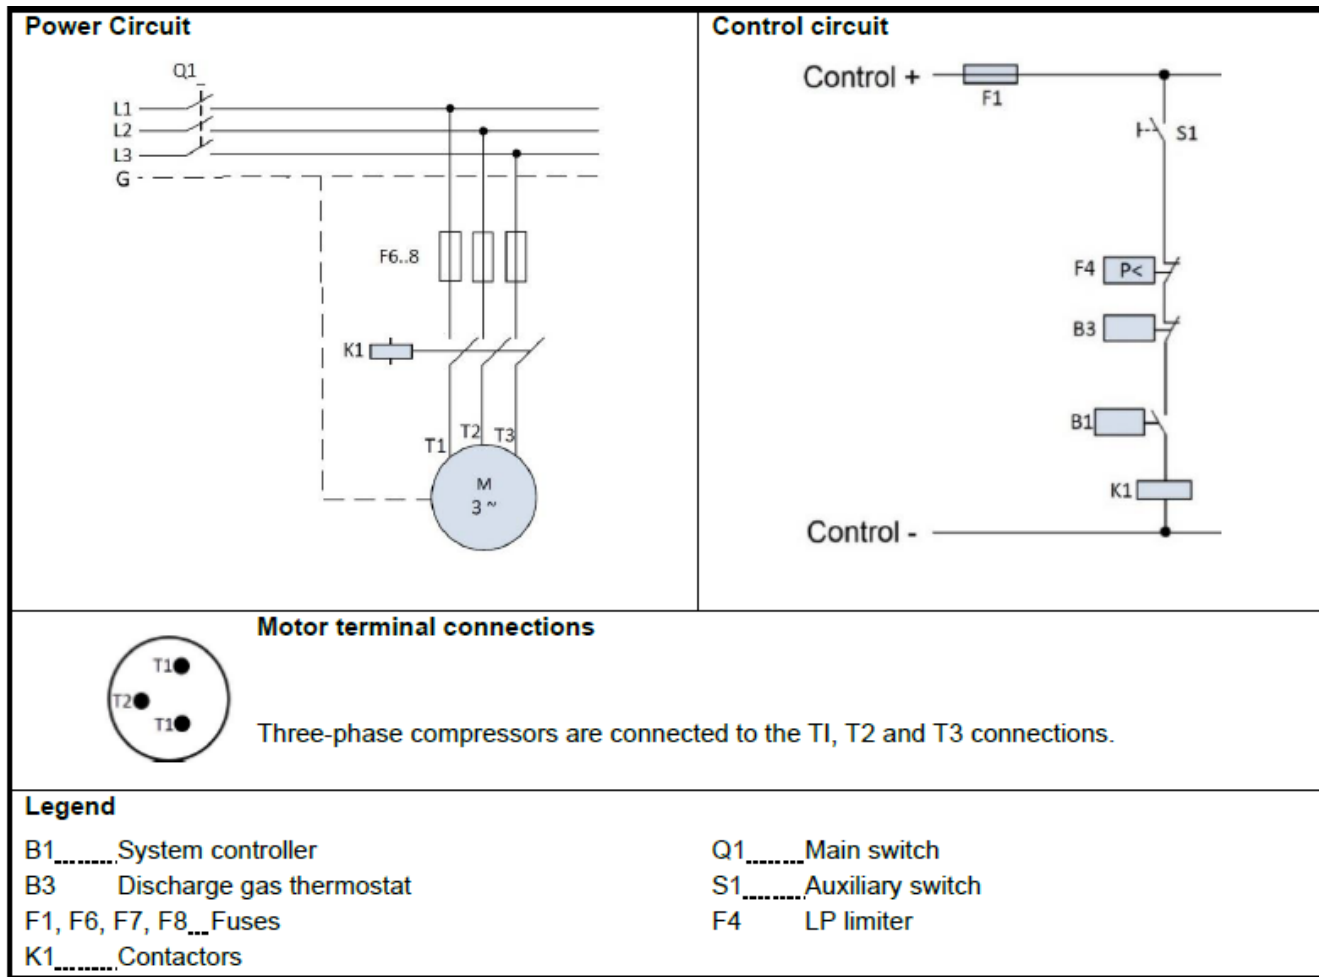 Power Circuit
Q1
L1
L2
L3
G
F6..8
K1
T1
T2
T3
M
3 ~
Control circuit
Control +
F1
S1
F4
P<
B3
B1
K1
Control -
Motor terminal connections
T1
T2
T1
Three-phase compressors are connected to the TI, T2 and T3 connections.
Legend
B1 System controller
B3 Discharge gas thermostat
F1, F6, F7, F8 Fuses
K1 Contactors
Q1 Main switch
S1 Auxiliary switch
F4 LP limiter